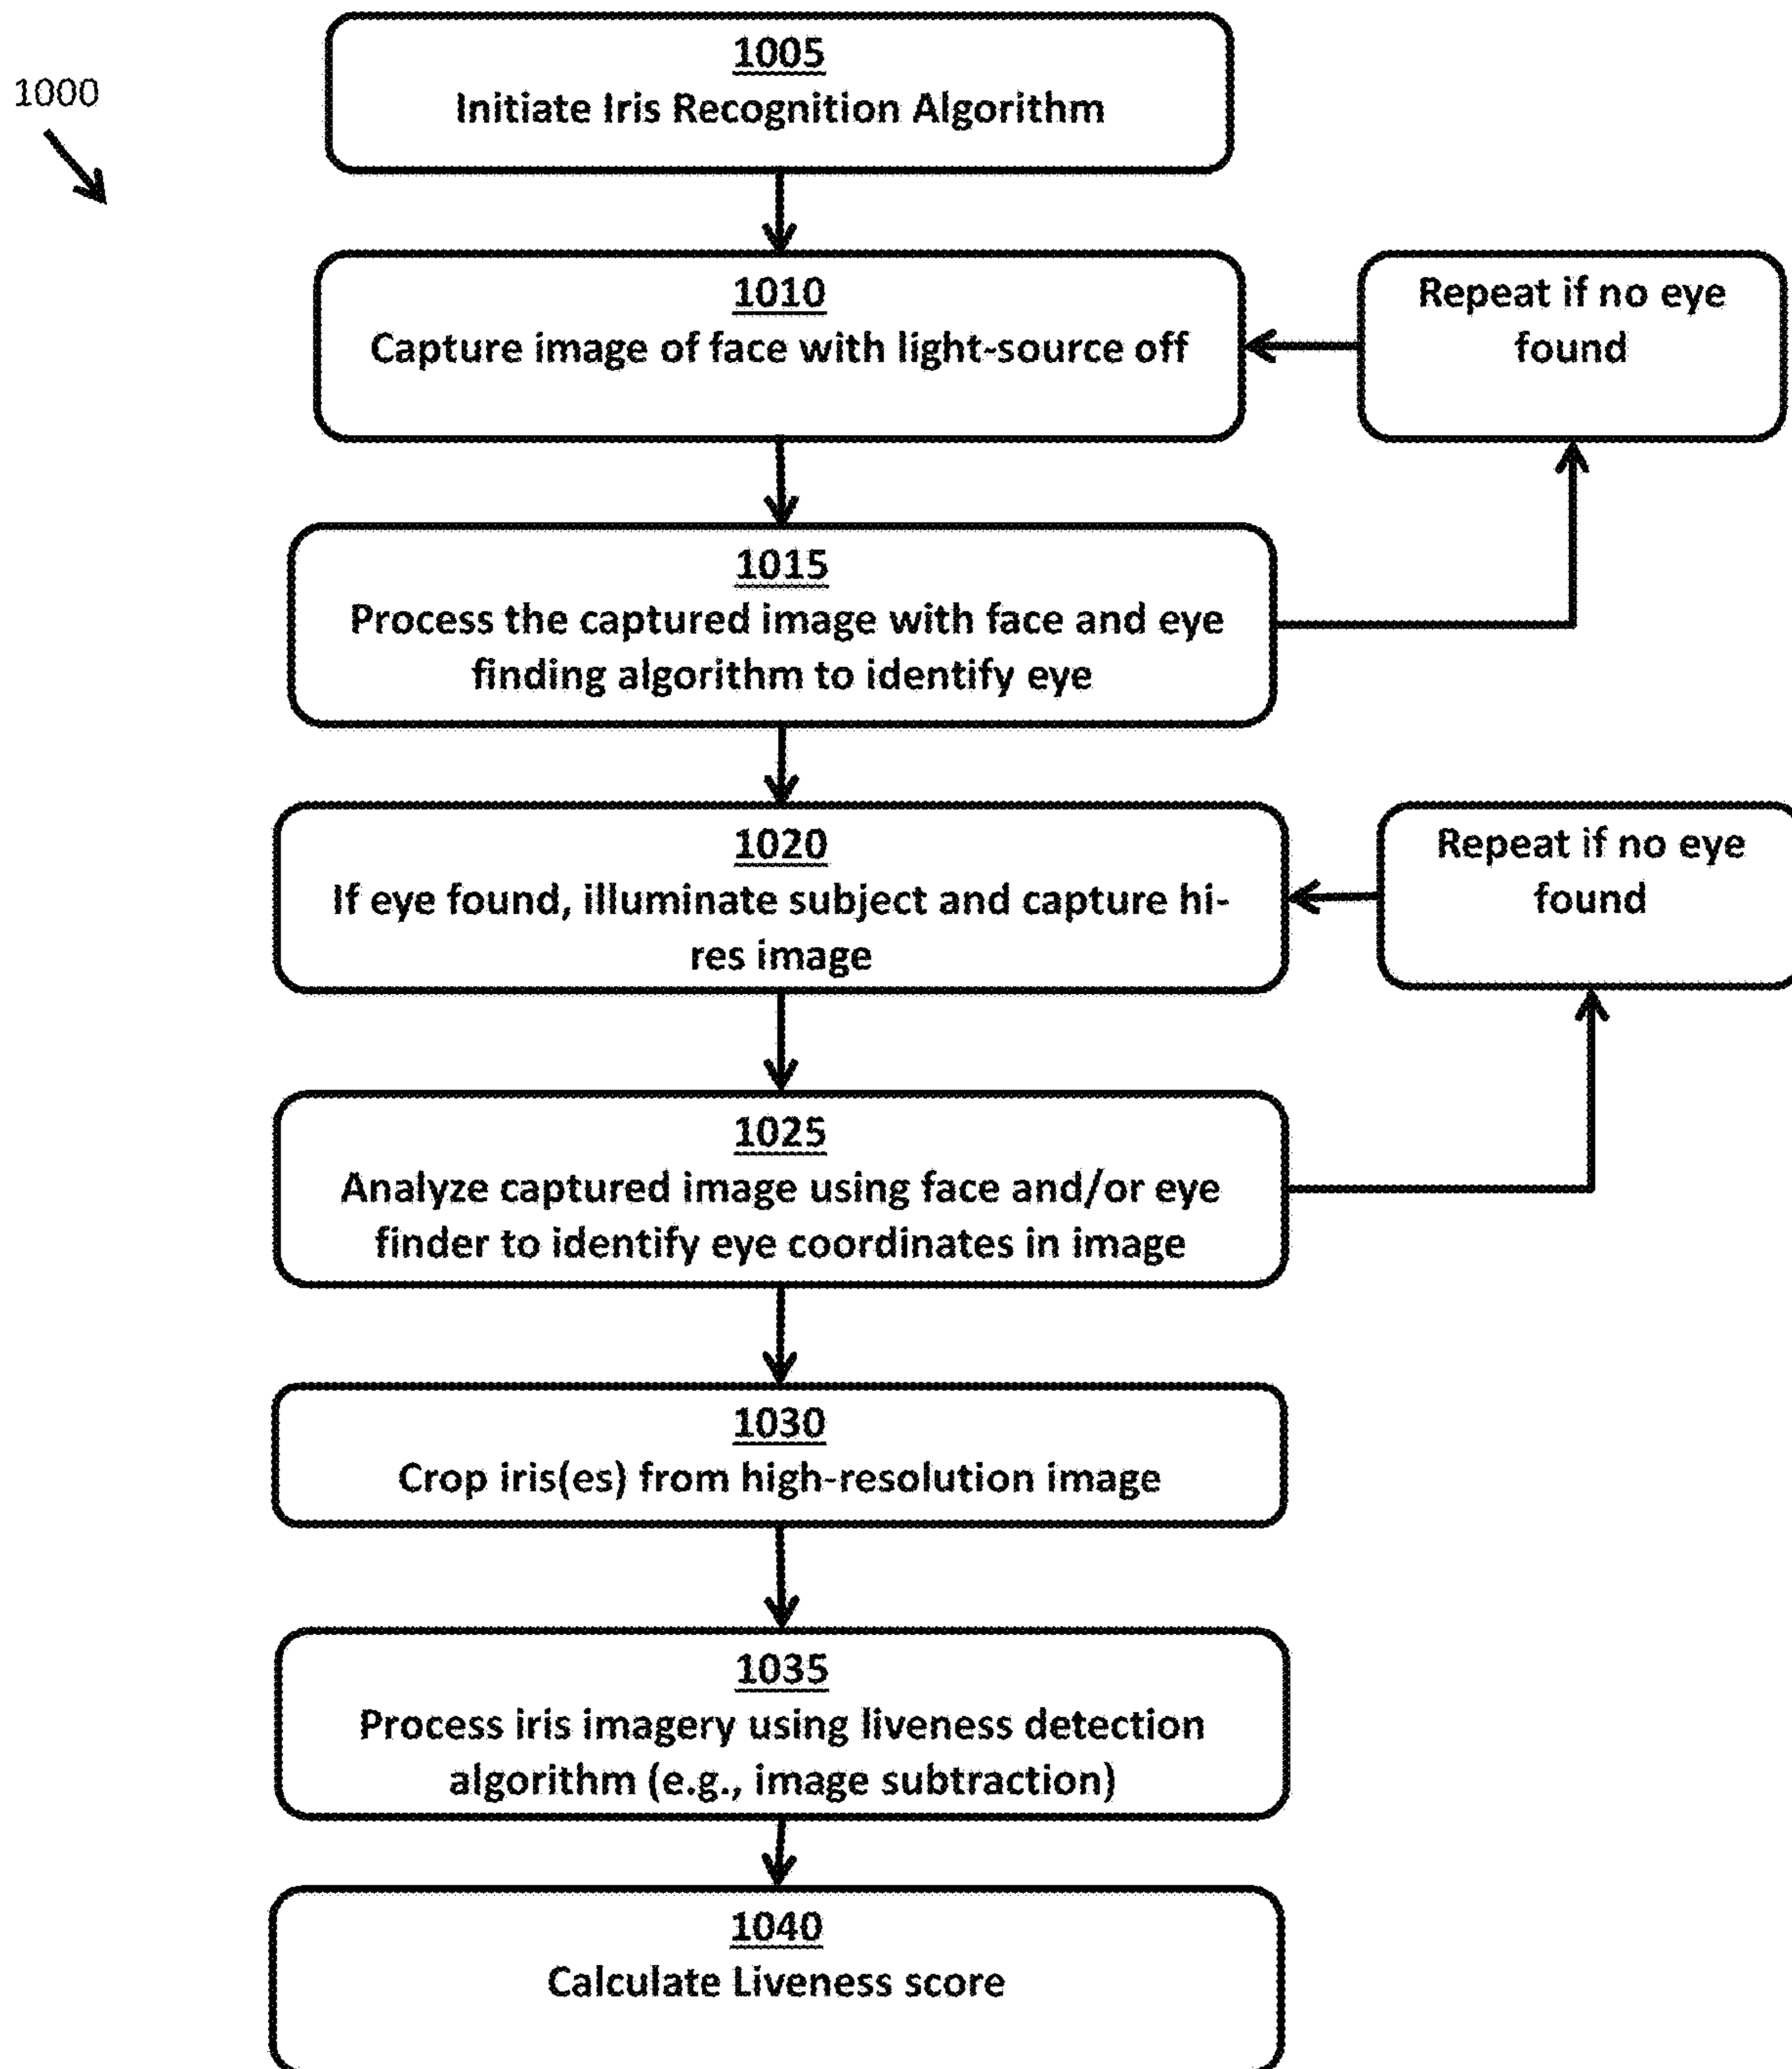 1000
1005
Initiate Iris Recognition Algorithm
1010
Capture image of face with light-source off
Repeat if no eye
found
1015
Process the captured image with face and eye
finding algorithm to identify eye
1020
If eye found, illuminate subject and capture hi-
res image
Repeat if no eye
found
1025
Analyze captured image using face and/or eye
finder to identify eye coordinates in image
1030
Crop iris(es) from high-resolution image
1035
Process iris imagery using liveness detection
algorithm (e.g., image subtraction)
1040
Calculate Liveness score